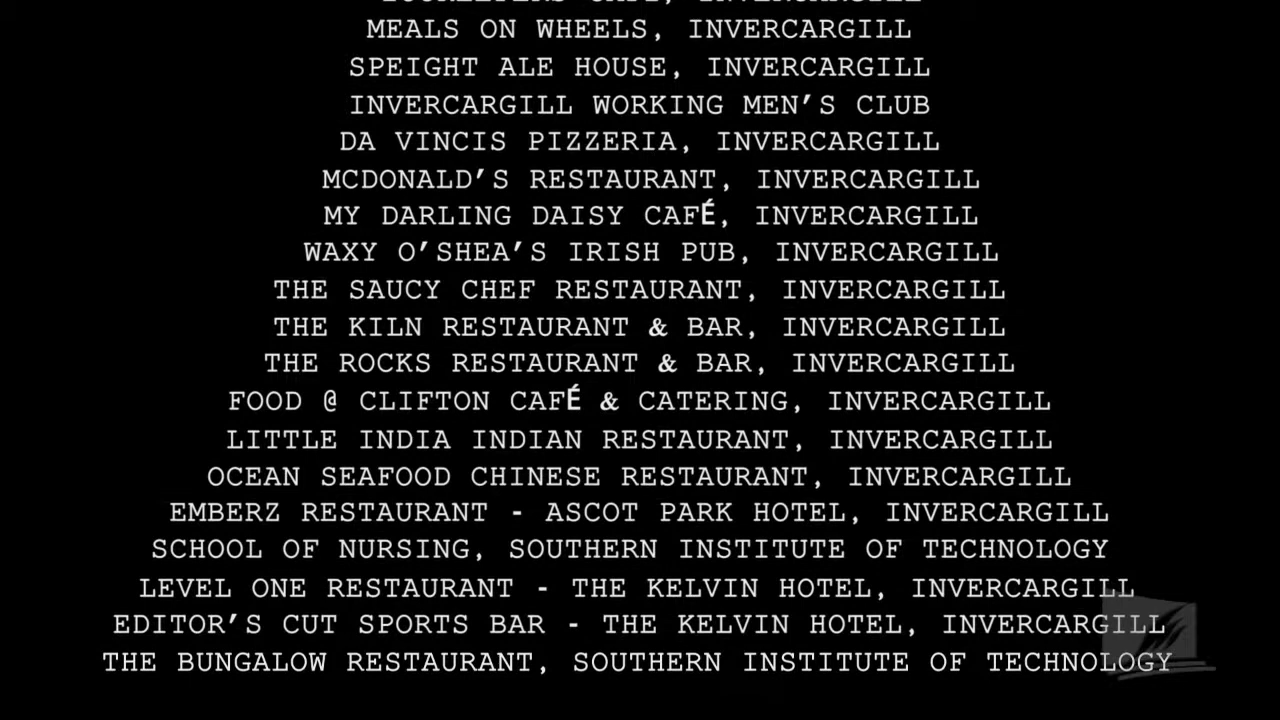 MEALS ON WHEELS, INVERCARGILL
SPEIGHT ALE HOUSE, INVERCARGILL
INVERCARGILL WORKING MEN’S CLUB
DA VINCIS PIZZERIA, INVERCARGILL
MCDONALD’S RESTAURANT, INVERCARGILL
MY DARLING DAISY CAFÉ, INVERCARGILL
WAXY O’SHEA’S IRISH PUB, INVERCARGILL
THE SAUCY CHEF RESTAURANT, INVERCARGILL
THE KILN RESTAURANT & BAR, INVERCARGILL
THE ROCKS RESTAURANT & BAR, INVERCARGILL
FOOD @ CLIFTON CAFÉ & CATERING, INVERCARGILL
LITTLE INDIA INDIAN RESTAURANT, INVERCARGILL
OCEAN SEAFOOD CHINESE RESTAURANT, INVERCARGILL
EMBERZ RESTAURANT - ASCOT PARK HOTEL, INVERCARGILL
SCHOOL OF NURSING, SOUTHERN INSTITUTE OF TECHNOLOGY
LEVEL ONE RESTAURANT - THE KELVIN HOTEL, INVERCARGILL
EDITOR’S CUT SPORTS BAR - THE KELVIN HOTEL, INVERCARGILL
THE BUNGALOW RESTAURANT, SOUTHERN INSTITUTE OF TECHNOLOGY